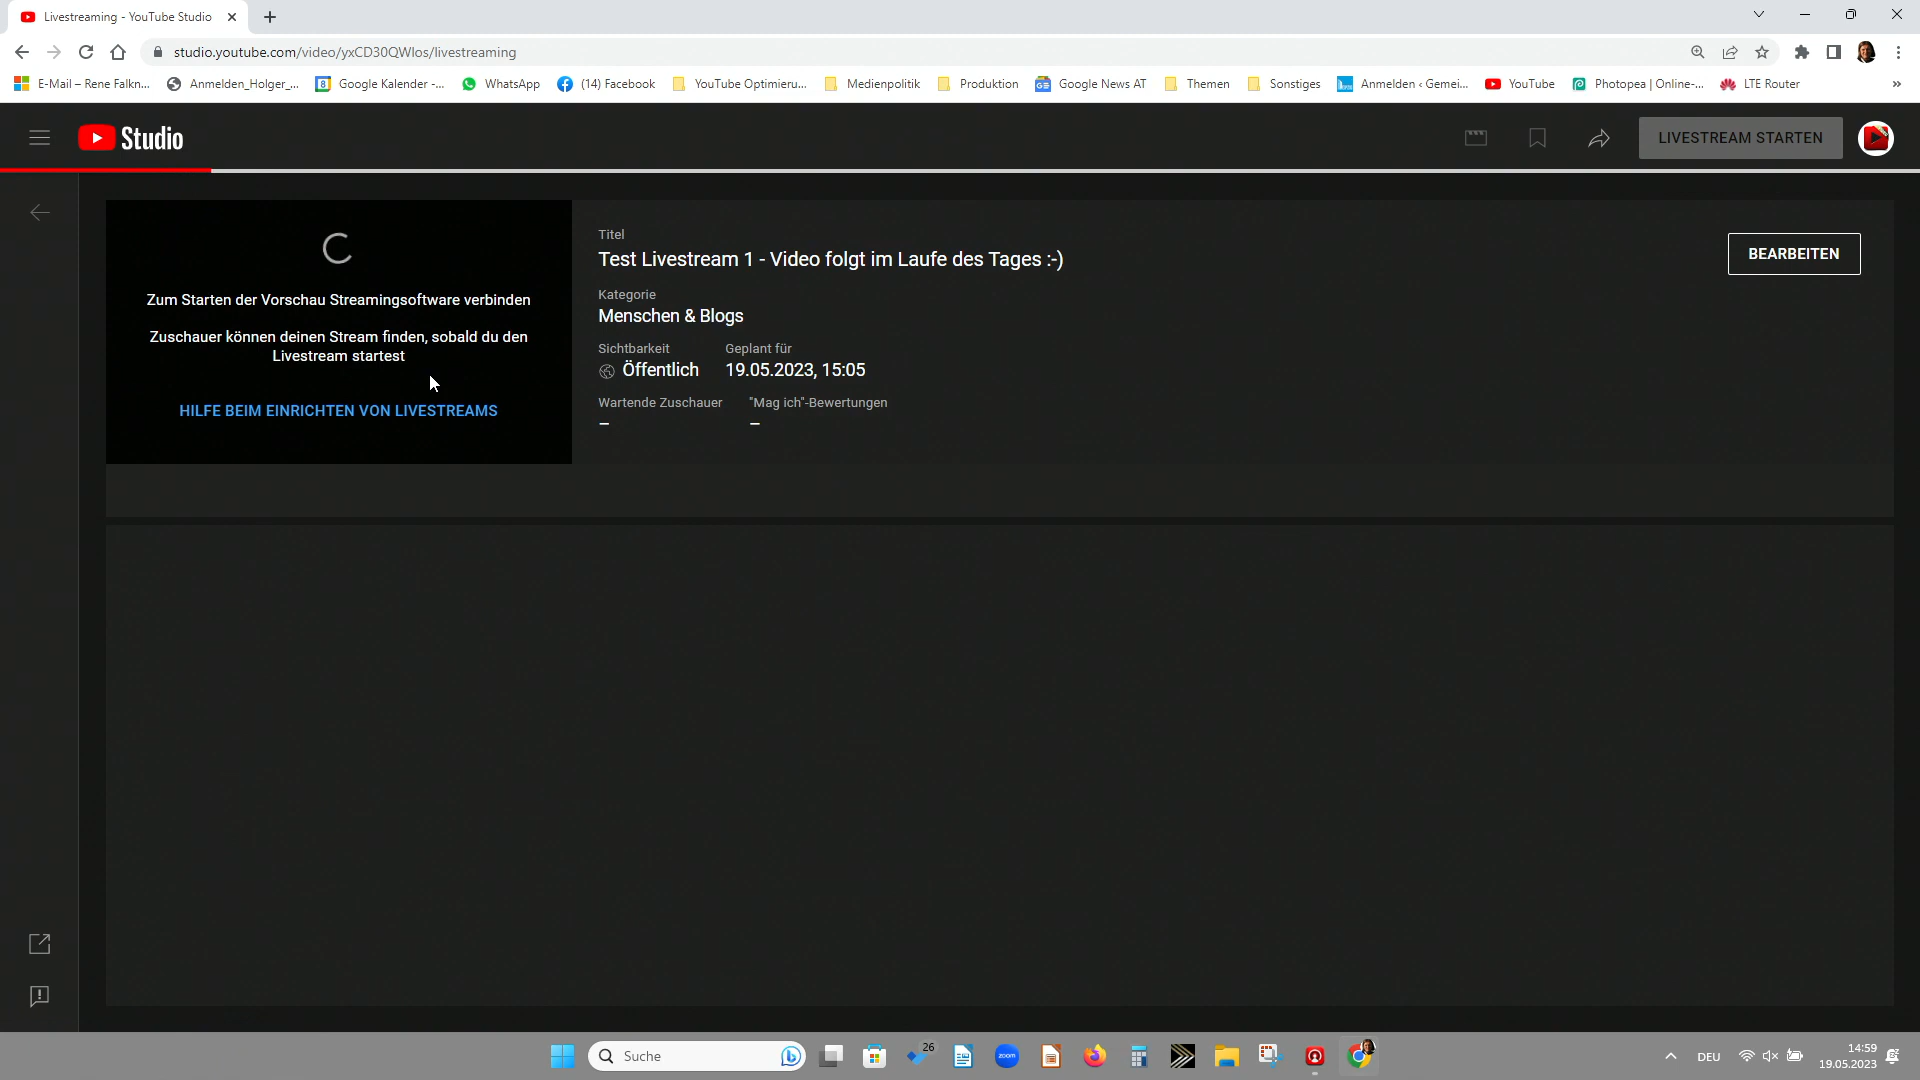 Livestreaming - YouTube Studio
studio.youtube.com/video/yxCD30QWlos/livestreaming
E-Mail – Rene Falkn... Anmelden_Holger_... Google Kalender -... WhatsApp (14) Facebook YouTube Optimieru... Medienpolitik Produktion Google News AT Themen Sonstiges Anmelden ‹ Gemei... YouTube Photopea | Online-... LTE Router »
Studio
LIVESTREAM STARTEN
Zum Starten der Vorschau Streamingsoftware verbinden
Zuschauer können deinen Stream finden, sobald du den
Livestream startest
HILFE BEIM EINRICHTEN VON LIVESTREAMS
Titel
Test Livestream 1 - Video folgt im Laufe des Tages :-)
BEARBEITEN
Kategorie
Menschen & Blogs
Sichtbarkeit Geplant für
Öffentlich 19.05.2023, 15:05
Wartende Zuschauer "Mag ich"-Bewertungen
– –
Suche
26
zoom
DEU
14:59
19.05.2023